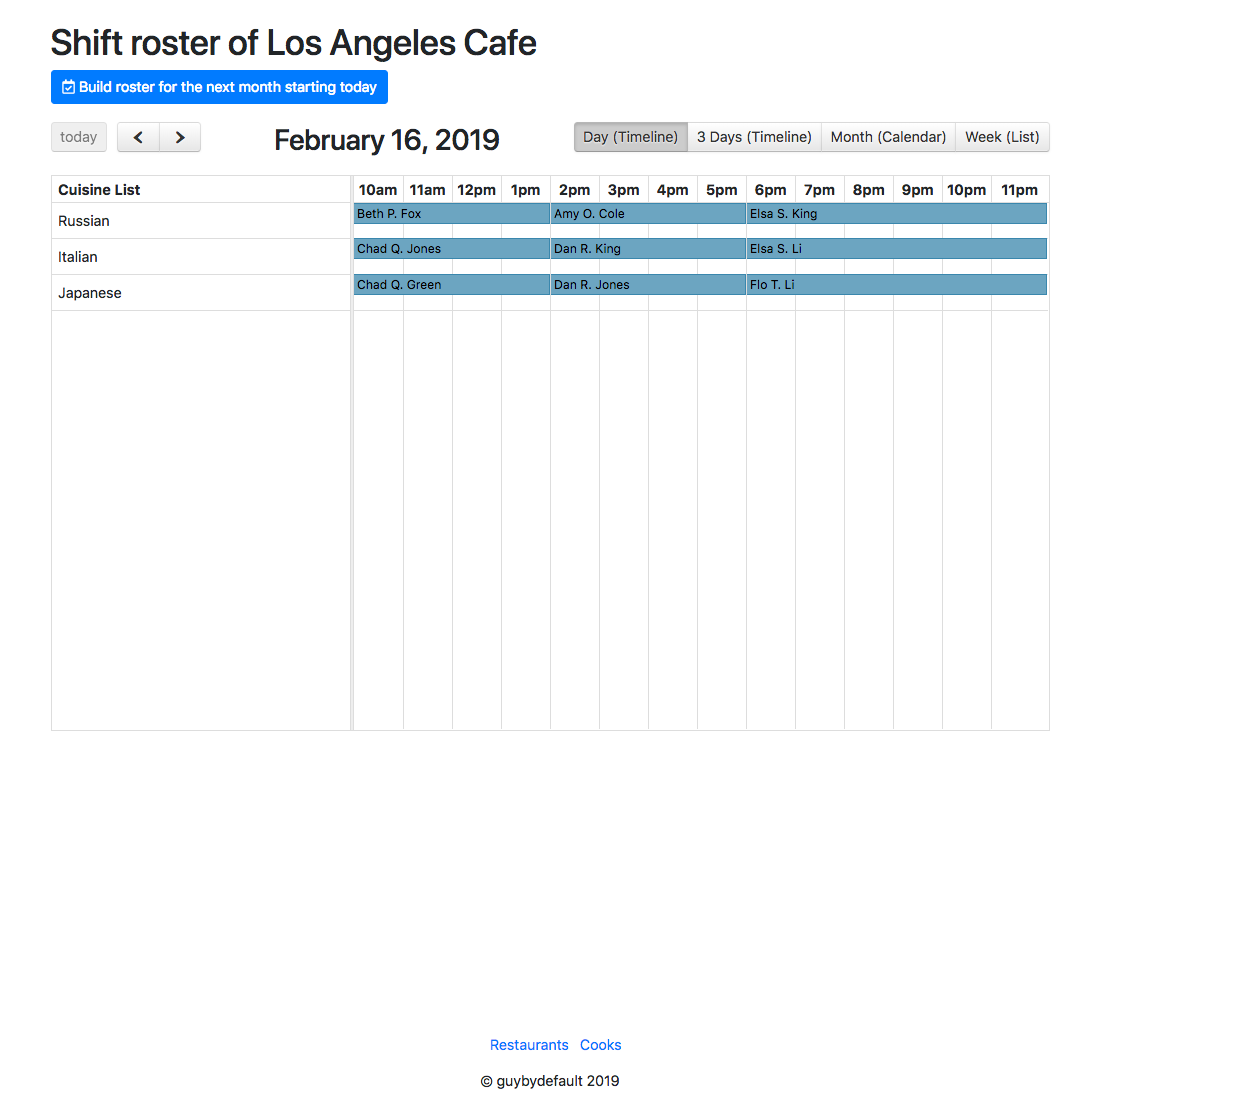 Shift roster of Los Angeles Cafe
Build roster for the next month starting today
today
February 16, 2019
Day (Timeline) 3 Days (Timeline) Month (Calendar) Week (List)
Cuisine List 10am 11am 12pm 1pm 2pm 3pm 4pm 5pm 6pm 7pm 8pm 9pm 10pm 11pm
Russian Beth P. Fox Amy O. Cole Elsa S. King
Italian Chad Q. Jones Dan R. King Elsa S. Li
Japanese Chad Q. Green Dan R. Jones Flo T. Li
Restaurants Cooks
© guybydefault 2019